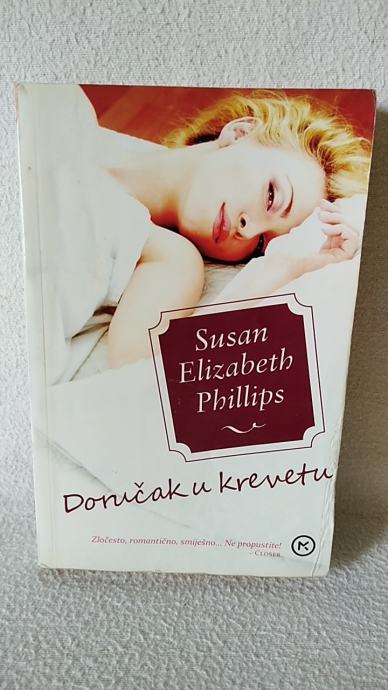 Susan
Elizabeth
Phillips
Doručak u krevetu
Zločesto, romantično, smiješno... Ne propustite!
- Closer
M